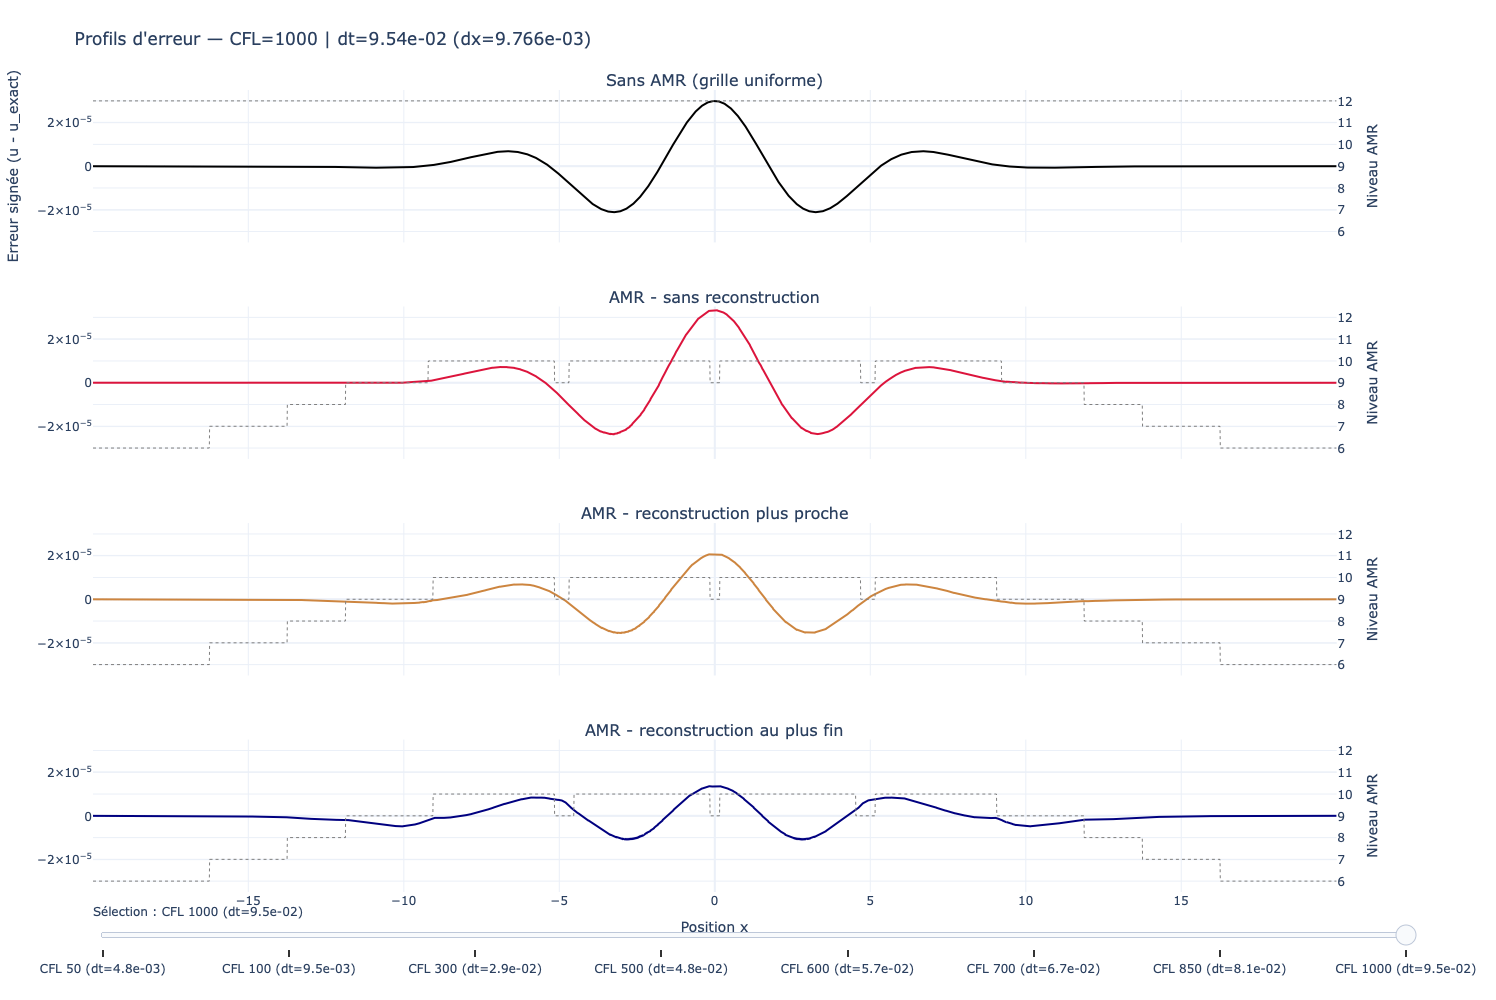 Profils d'erreur — CFL=1000 | dt=9.54e-02 (dx=9.766e-03)
Erreur signée (u - u_exact)
Sans AMR (grille uniforme)
2×10⁻⁵
0
−2×10⁻⁵
12
11
10
9
8
7
6
Niveau AMR
AMR - sans reconstruction
2×10⁻⁵
0
−2×10⁻⁵
12
11
10
9
8
7
6
Niveau AMR
AMR - reconstruction plus proche
2×10⁻⁵
0
−2×10⁻⁵
12
11
10
9
8
7
6
Niveau AMR
AMR - reconstruction au plus fin
2×10⁻⁵
0
−2×10⁻⁵
12
11
10
9
8
7
6
Niveau AMR
−15 −10 −5 0 5 10 15
Sélection : CFL 1000 (dt=9.5e-02)
Position x
CFL 50 (dt=4.8e-03) CFL 100 (dt=9.5e-03) CFL 300 (dt=2.9e-02) CFL 500 (dt=4.8e-02) CFL 600 (dt=5.7e-02) CFL 700 (dt=6.7e-02) CFL 850 (dt=8.1e-02) CFL 1000 (dt=9.5e-02)